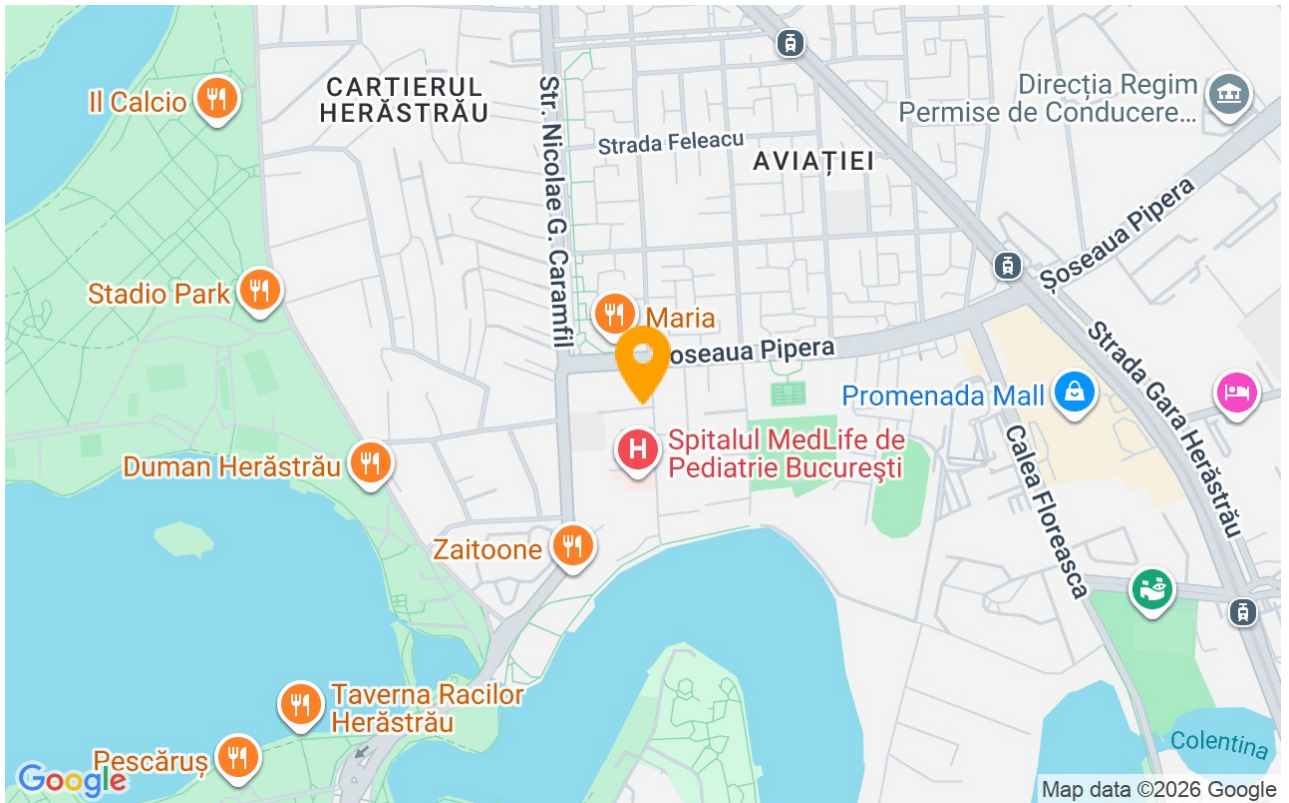 Il Calcio
CARTIERUL
HERĂSTRĂU
Str. Nicolae G. Caramfil
Strada Feleacu
AVIAȚIEI
Direcția Regim
Permise de Conducere...
Șoseaua Pipera
Stadio Park
Maria
oseaua Pipera
Promenada Mall
Strada Gara Herăstrău
Calea Floreasca
Duman Herăstrău
H
Spitalul MedLife de
Pediatrie București
Zaitoone
Taverna Racilor
Herăstrău
Pescăruș
Colentina
Google
Map data ©2026 Google